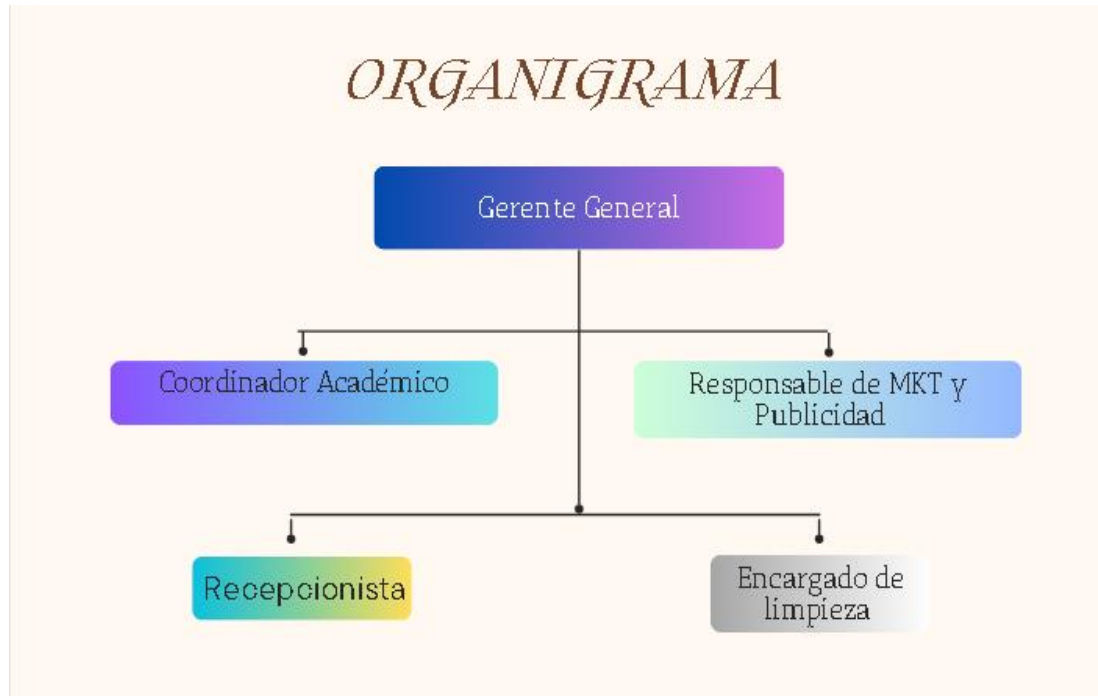 ORGANIGRAMA
Gerente General
Coordinador Académico
Responsable de MKT y
Publicidad
Recepcionista
Encargado de
limpieza